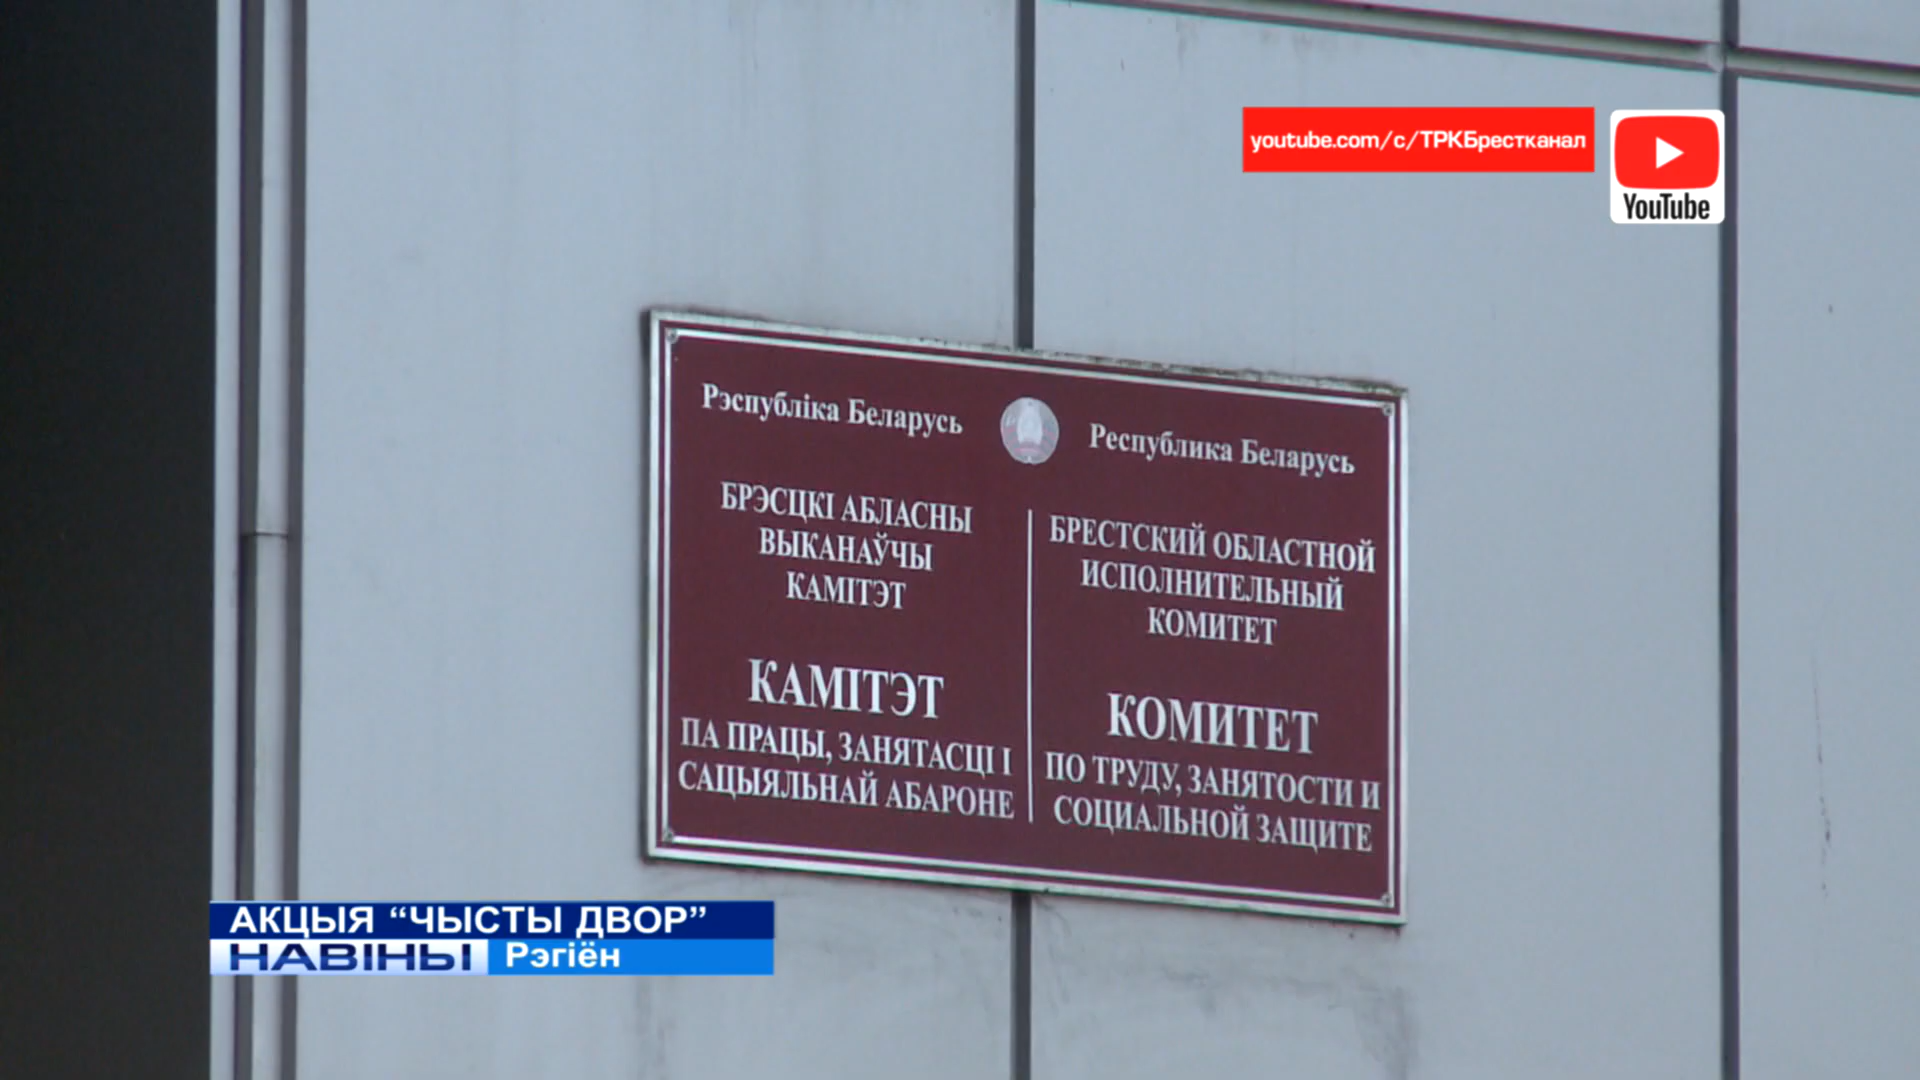 youtube.com/c/ТРКБрестканал
YouTube
Рэспубліка Беларусь
БРЭСЦКІ АБЛАСНЫ
ВЫКАНАЎЧЫ
КАМІТЭТ
КАМІТЭТ
ПА ПРАЦЫ, ЗАНЯТАСЦІ І
САЦЫЯЛЬНАЙ АБАРОНЕ
Республика Беларусь
БРЕСТСКИЙ ОБЛАСТНОЙ
ИСПОЛНИТЕЛЬНЫЙ
КОМИТЕТ
КОМИТЕТ
ПО ТРУДУ, ЗАНЯТОСТИ И
СОЦИАЛЬНОЙ ЗАЩИТЕ
АКЦЫЯ “ЧЫСТЫ ДВОР”
НАВІНЫ Рэгіён